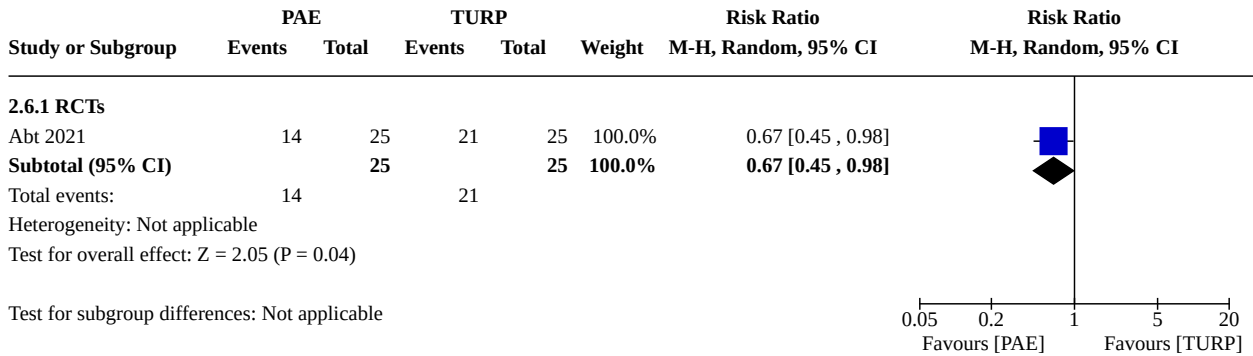 PAE TURP Risk Ratio Risk Ratio
Study or Subgroup Events Total Events Total Weight M-H, Random, 95% CI M-H, Random, 95% CI
2.6.1 RCTs
Abt 2021 14 25 21 25 100.0% 0.67 [0.45 , 0.98]
Subtotal (95% CI) 25 25 100.0% 0.67 [0.45 , 0.98]
Total events: 14 21
Heterogeneity: Not applicable
Test for overall effect: Z = 2.05 (P = 0.04)
Test for subgroup differences: Not applicable
0.05 0.2 1 5 20
Favours [PAE] Favours [TURP]